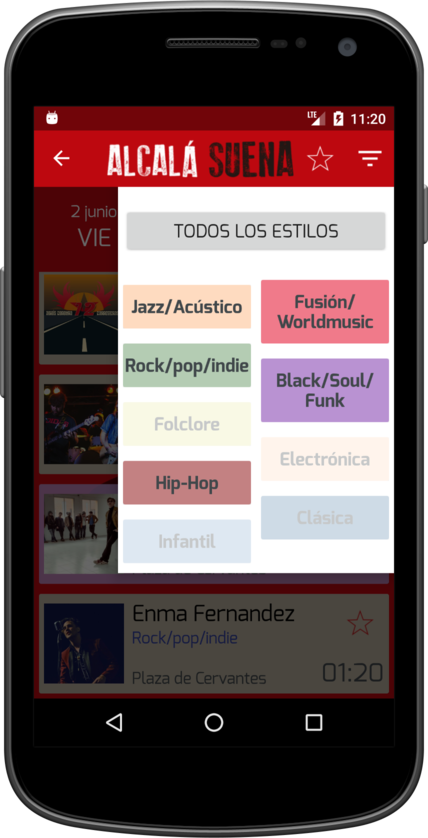 LTE 11:20
ALCALÁ SUENA
2 junio
VIE
TODOS LOS ESTILOS
Jazz/Acústico
Fusión/
Worldmusic
Rock/pop/indie
Black/Soul/
Funk
Folclore
Electrónica
Hip-Hop
Clásica
Infantil
Enma Fernandez
Rock/pop/indie
Plaza de Cervantes
01:20